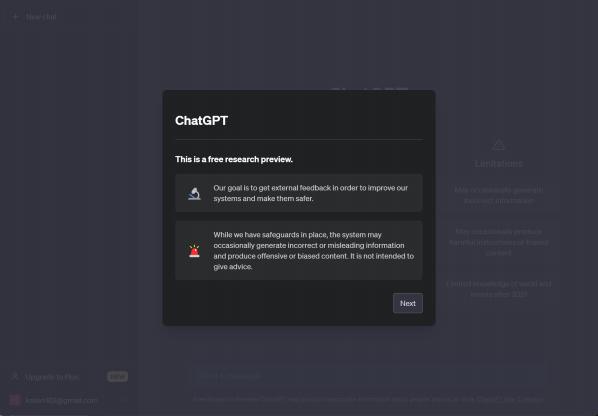 New chat
ChatGPT
Limitations
May occasionally generate
incorrect information
May occasionally produce
harmful instructions or biased
content
Limited knowledge of world and
events after 2021
ChatGPT
This is a free research preview.
Our goal is to get external feedback in order to improve our
systems and make them safer.
While we have safeguards in place, the system may
occasionally generate incorrect or misleading information
and produce offensive or biased content. It is not intended to
give advice.
Next
Upgrade to Plus
NEW